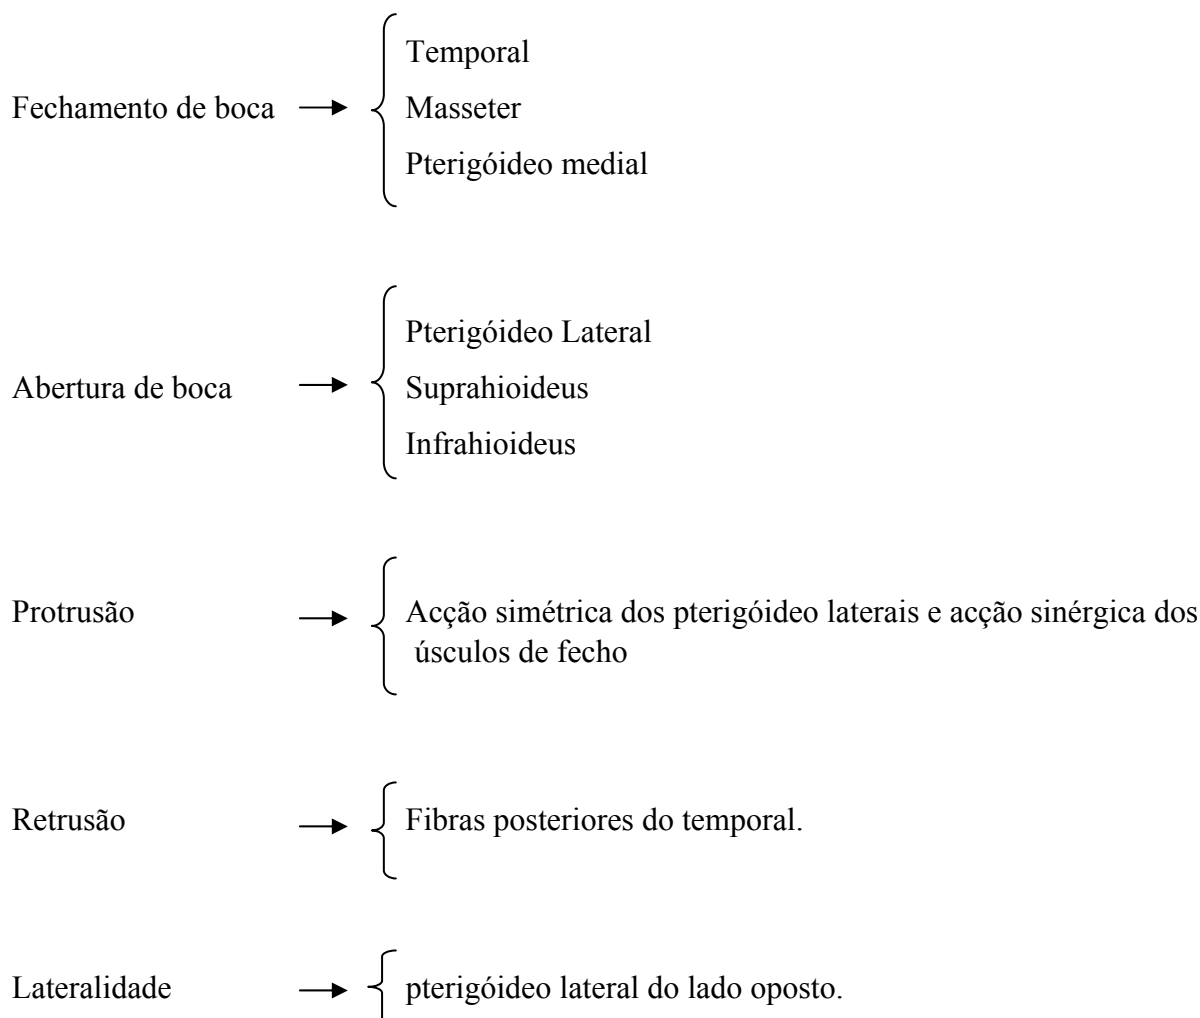 Temporal
Fechamento de boca
Masseter
Pterigóideo medial
Pterigóideo Lateral
Abertura de boca
Suprahioideus
Infrahioideus
Protrusão
Acção simétrica dos pterigóideo laterais e acção sinérgica dos
úsculos de fecho
Retrusão
Fibras posteriores do temporal.
Lateralidade
pterigóideo lateral do lado oposto.